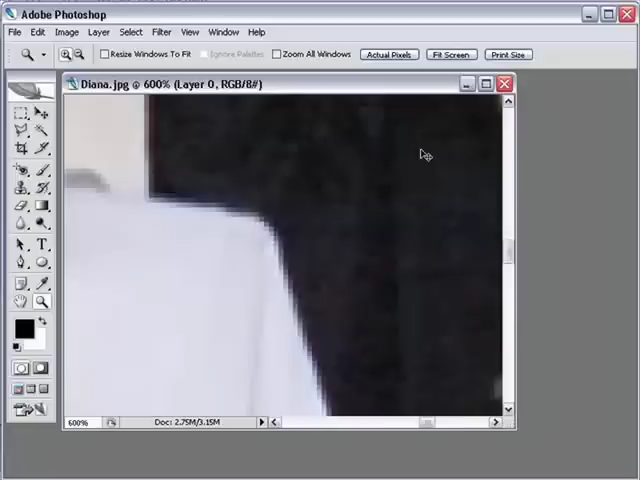 Adobe Photoshop
File Edit Image Layer Select Filter View Window Help
Resize Windows To Fit Ignore Palettes Zoom All Windows Actual Pixels Fit Screen Print Size
Diana.jpg @ 600% (Layer 0, RGB/8#)
T
600% Doc: 2.75M/3.15M